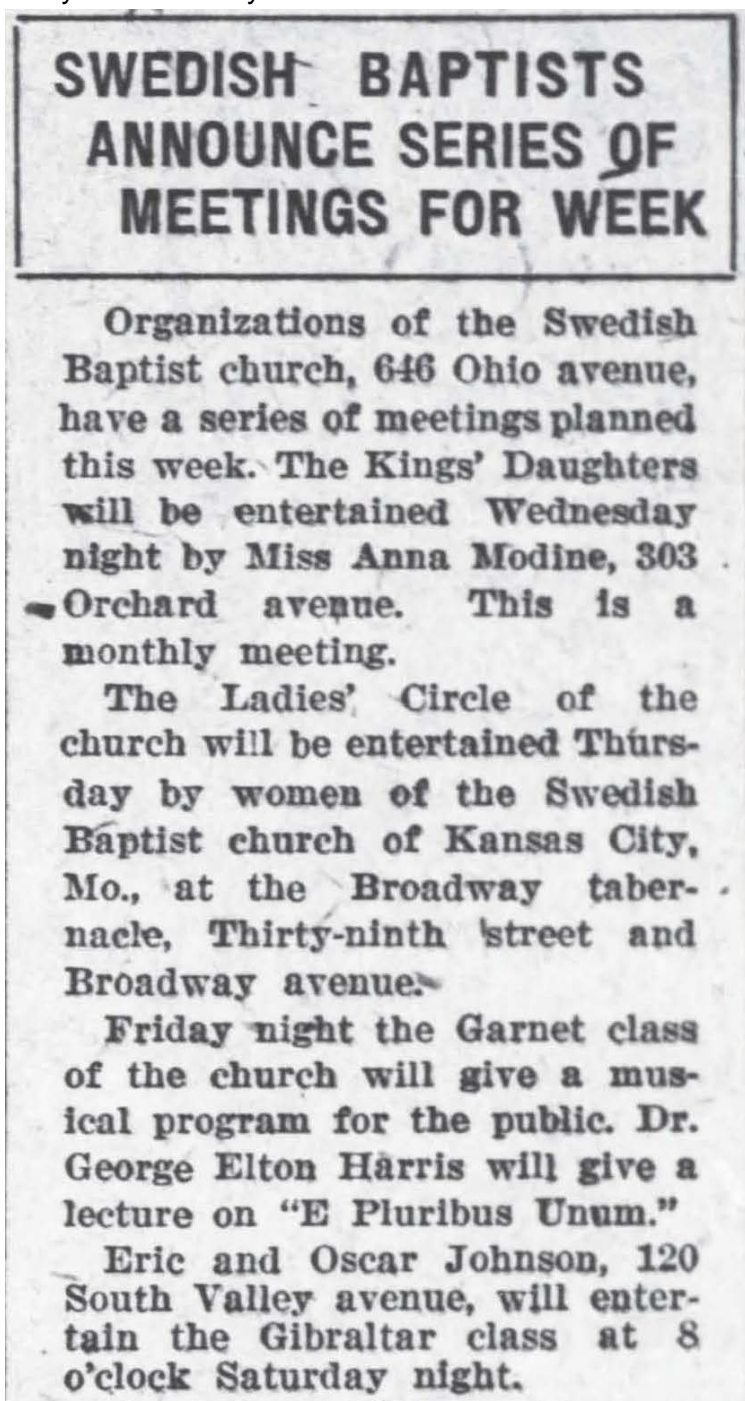 SWEDISH BAPTISTS
ANNOUNCE SERIES OF
MEETINGS FOR WEEK
Organizations of the Swedish
Baptist church, 646 Ohio avenue,
have a series of meetings planned
this week. The Kings' Daughters
will be entertained Wednesday
night by Miss Anna Modine, 303
Orchard avenue. This is a
monthly meeting.
The Ladies' Circle of the
church will be entertained Thurs-
day by women of the Swedish
Baptist church of Kansas City,
Mo., at the Broadway taber-
nacle, Thirty-ninth street and
Broadway avenue.
Friday night the Garnet class
of the church will give a mus-
ical program for the public. Dr.
George Elton Harris will give a
lecture on “E Pluribus Unum.”
Eric and Oscar Johnson, 120
South Valley avenue, will enter-
tain the Gibraltar class at 8
o'clock Saturday night.